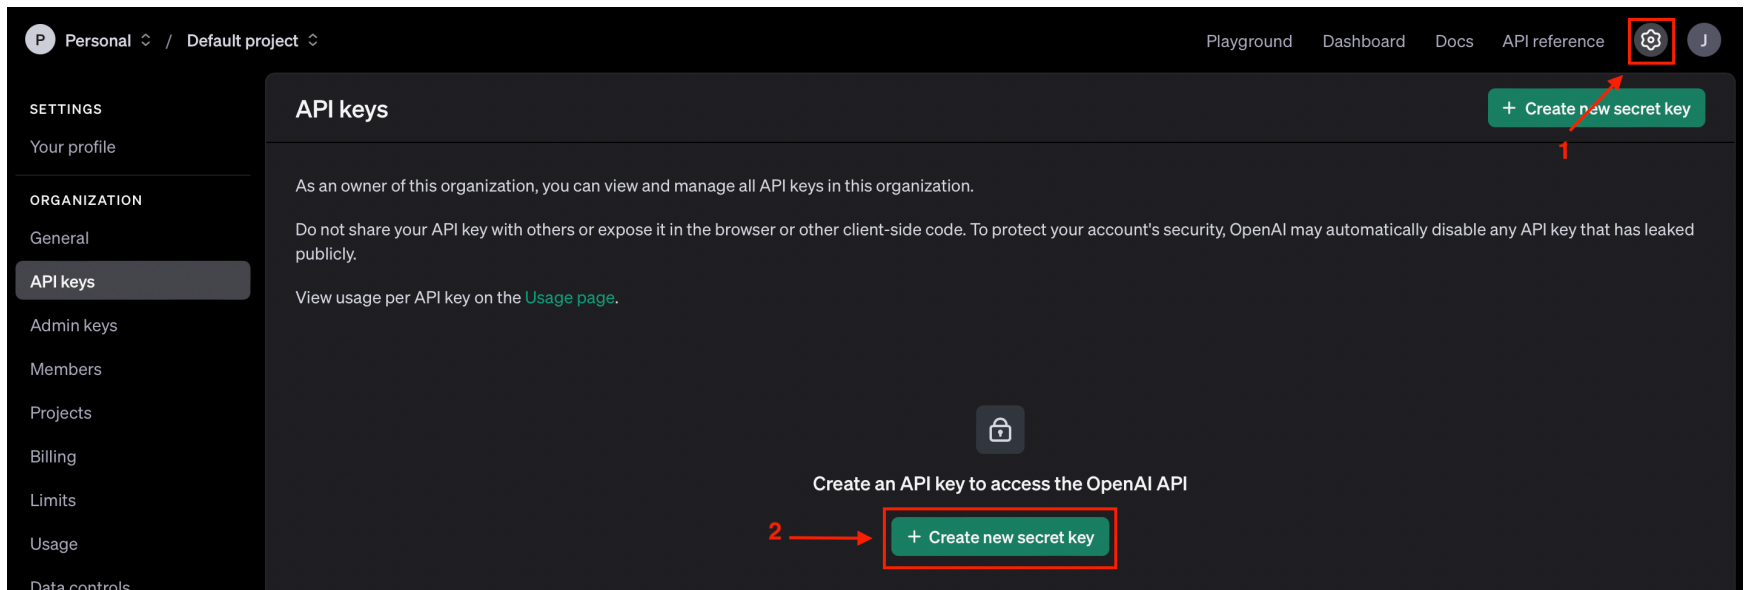 P Personal / Default project
Playground Dashboard Docs API reference J
SETTINGS
Your profile
ORGANIZATION
General
API keys
Admin keys
Members
Projects
Billing
Limits
Usage
Data controls
API keys
+ Create new secret key
1
As an owner of this organization, you can view and manage all API keys in this organization.
Do not share your API key with others or expose it in the browser or other client-side code. To protect your account's security, OpenAI may automatically disable any API key that has leaked
publicly.
View usage per API key on the Usage page.
Create an API key to access the OpenAI API
2
+ Create new secret key